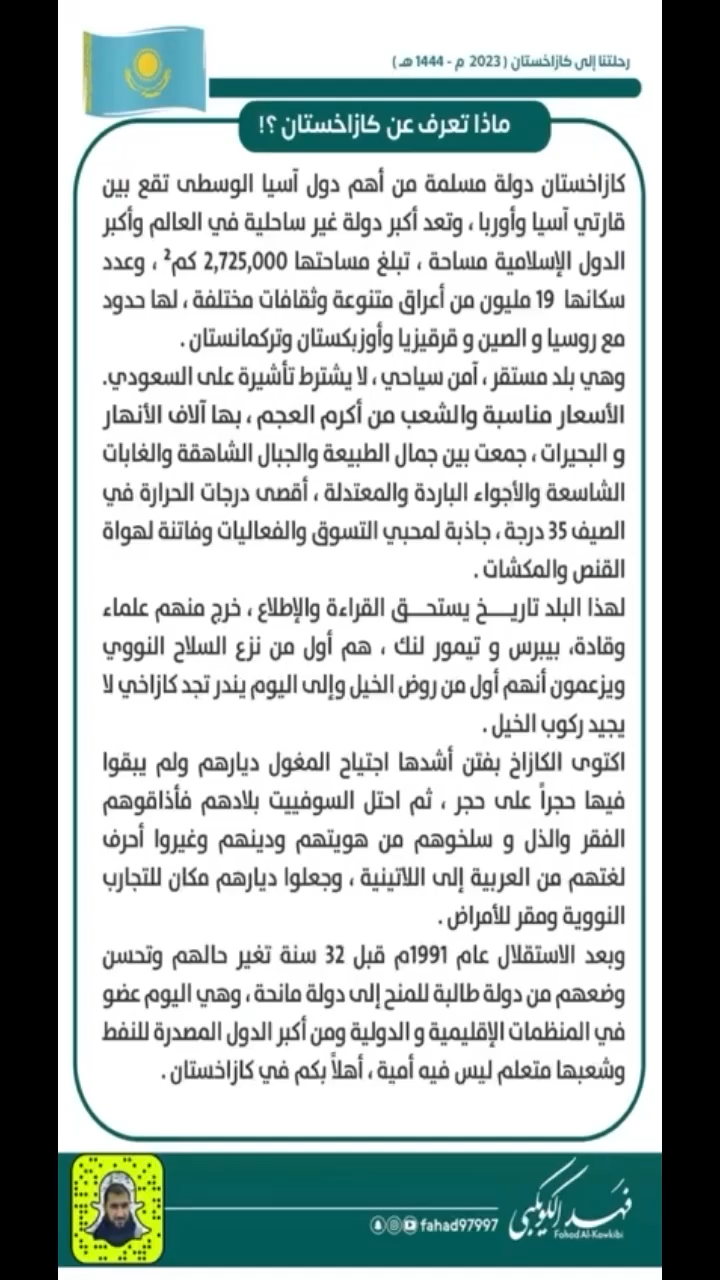 رحلتنا إلى كازاخستان ( 2023 م - 1444 هـ )
ماذا تعرف عن كازاخستان ؟!
كازاخستان دولة مسلمة من أهم دول آسيا الوسطى تقع بين
قارتي آسيا وأوربا ، وتعد أكبر دولة غير ساحلية في العالم وأكبر
الدول الإسلامية مساحة ، تبلغ مساحتها 2,725,000 كم² ، وعدد
سكانها 19 مليون من أعراق متنوعة وثقافات مختلفة ، لها حدود
مع روسيا و الصين و قرقيزيا وأوزبكستان وتركمانستان .
وهي بلد مستقر ، آمن سياحي ، لا يشترط تأشيرة على السعودي.
الأسعار مناسبة والشعب من أكرم العجم ، بها آلاف الأنهار
و البحيرات ، جمعت بين جمال الطبيعة والجبال الشاهقة والغابات
الشاسعة والأجواء الباردة والمعتدلة ، أقصى درجات الحرارة في
الصيف 35 درجة ، جاذبة لمحبي التسوق والفعاليات وفاتنة لهواة
القنص والمكشات .
لهذا البلد تاريخ يستحق القراءة والإطلاع ، خرج منهم علماء
وقادة، بيبرس و تيمور لنك ، هم أول من نزع السلاح النووي
ويزعمون أنهم أول من روض الخيل وإلى اليوم يندر تجد كازاخي لا
يجيد ركوب الخيل .
اكتوى الكازاخ بفتن أشدها اجتياح المغول ديارهم ولم يبقوا
فيها حجراً على حجر ، ثم احتل السوفييت بلادهم فأذاقوهم
الفقر والذل و سلخوهم من هويتهم ودينهم وغيروا أحرف
لغتهم من العربية إلى اللاتينية ، وجعلوا ديارهم مكان للتجارب
النووية ومقر للأمراض .
وبعد الاستقلال عام 1991م قبل 32 سنة تغير حالهم وتحسن
وضعهم من دولة طالبة للمنح إلى دولة مانحة ، وهي اليوم عضو
في المنظمات الإقليمية و الدولية ومن أكبر الدول المصدرة للنفط
وشعبها متعلم ليس فيه أمية ، أهلاً بكم في كازاخستان .
فهد الكويكبي
Fahad Al-Kawkibi
fahad97997